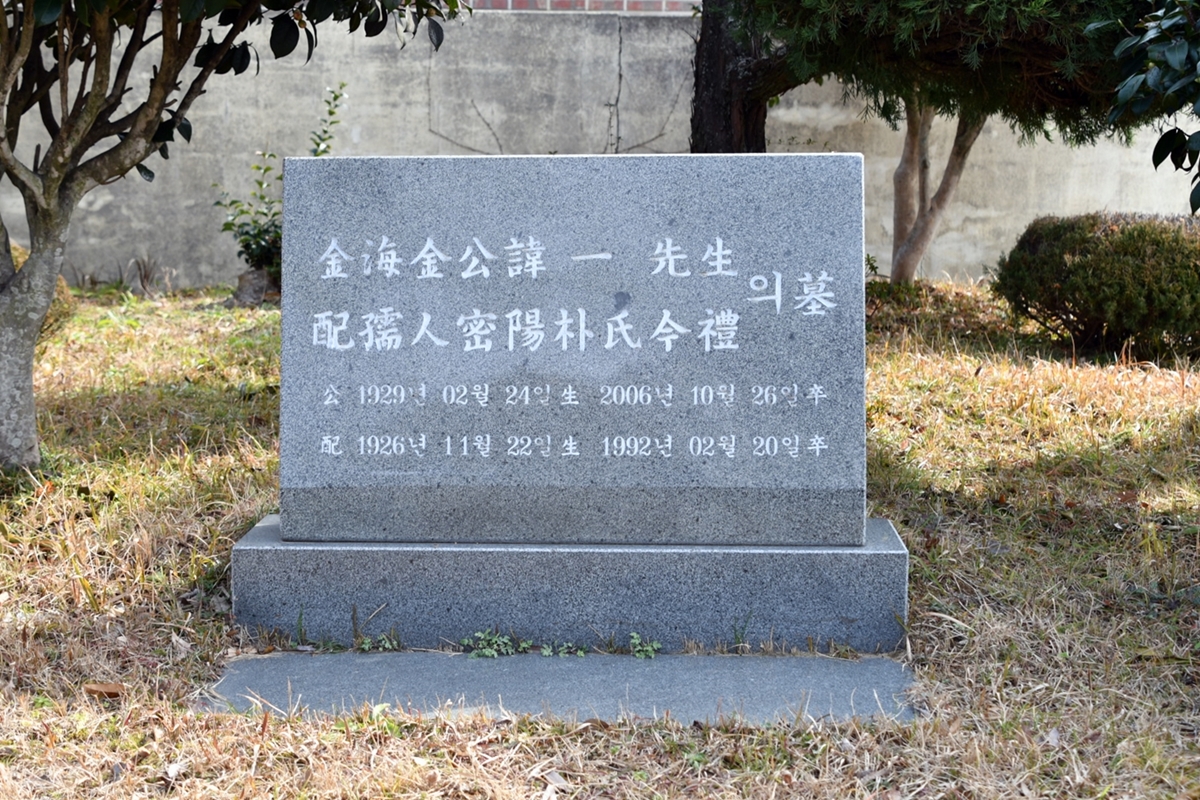 金海金公諱 一 先生
配孺人密陽朴氏今禮
의墓
公 1929년 02월 24일生 2006년 10월 26일卒
配 1926년 11월 22일生 1992년 02월 20일卒